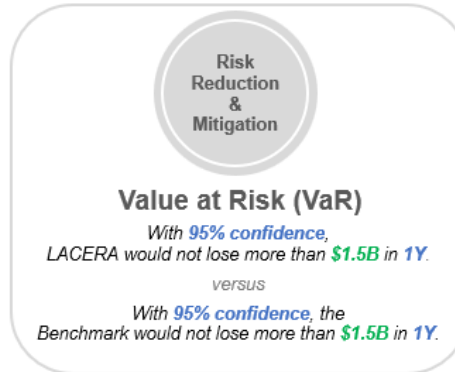 Risk
Reduction
&
Mitigation
Value at Risk (VaR)
With 95% confidence,
LACERA would not lose more than $1.5B in 1Y.
versus
With 95% confidence, the
Benchmark would not lose more than $1.5B in 1Y.